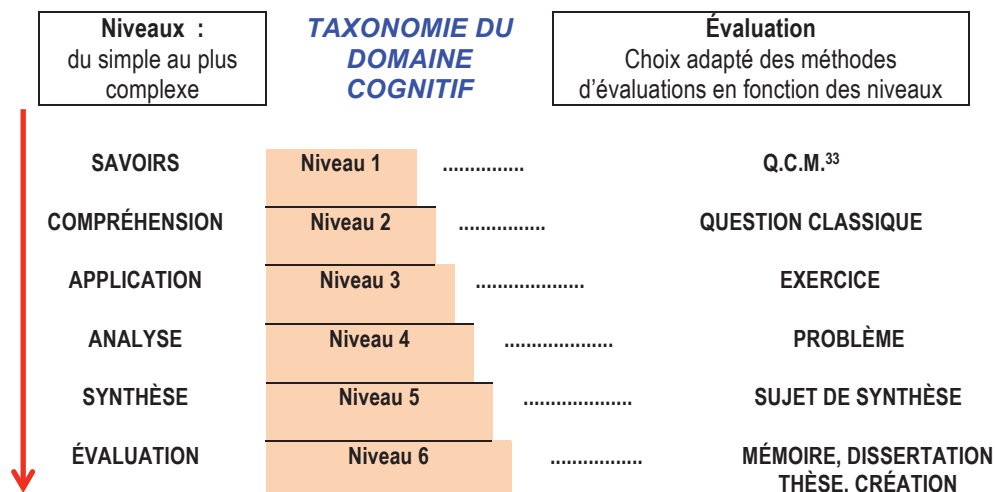 Niveaux :
du simple au plus
complexe
TAXONOMIE DU
DOMAINE
COGNITIF
Évaluation
Choix adapté des méthodes
d'évaluations en fonction des niveaux
SAVOIRS Niveau 1 ............... Q.C.M.33
COMPRÉHENSION Niveau 2 ................ QUESTION CLASSIQUE
APPLICATION Niveau 3 .................... EXERCICE
ANALYSE Niveau 4 .................... PROBLÈME
SYNTHÈSE Niveau 5 .................... SUJET DE SYNTHÈSE
ÉVALUATION Niveau 6 ................. MÉMOIRE, DISSERTATION
THÈSE, CRÉATION